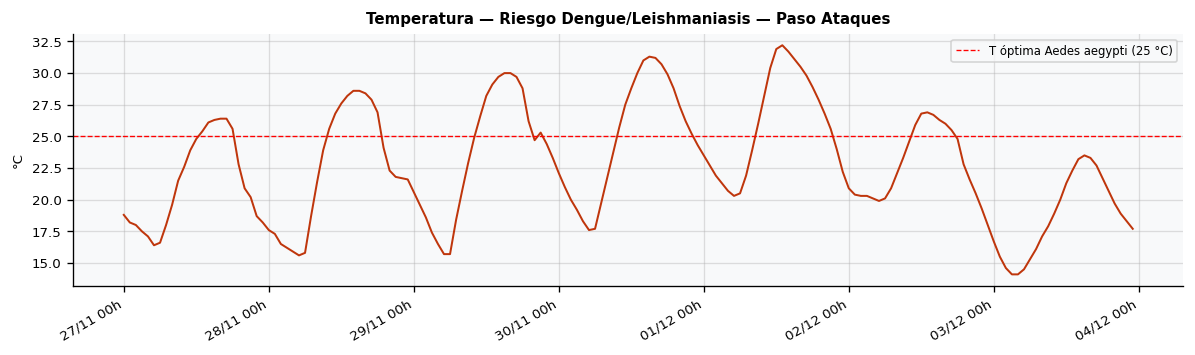 Temperatura — Riesgo Dengue/Leishmaniasis — Paso Ataques
T óptima Aedes aegypti (25 °C)
°C
32.5
30.0
27.5
25.0
22.5
20.0
17.5
15.0
27/11 00h
28/11 00h
29/11 00h
30/11 00h
01/12 00h
02/12 00h
03/12 00h
04/12 00h